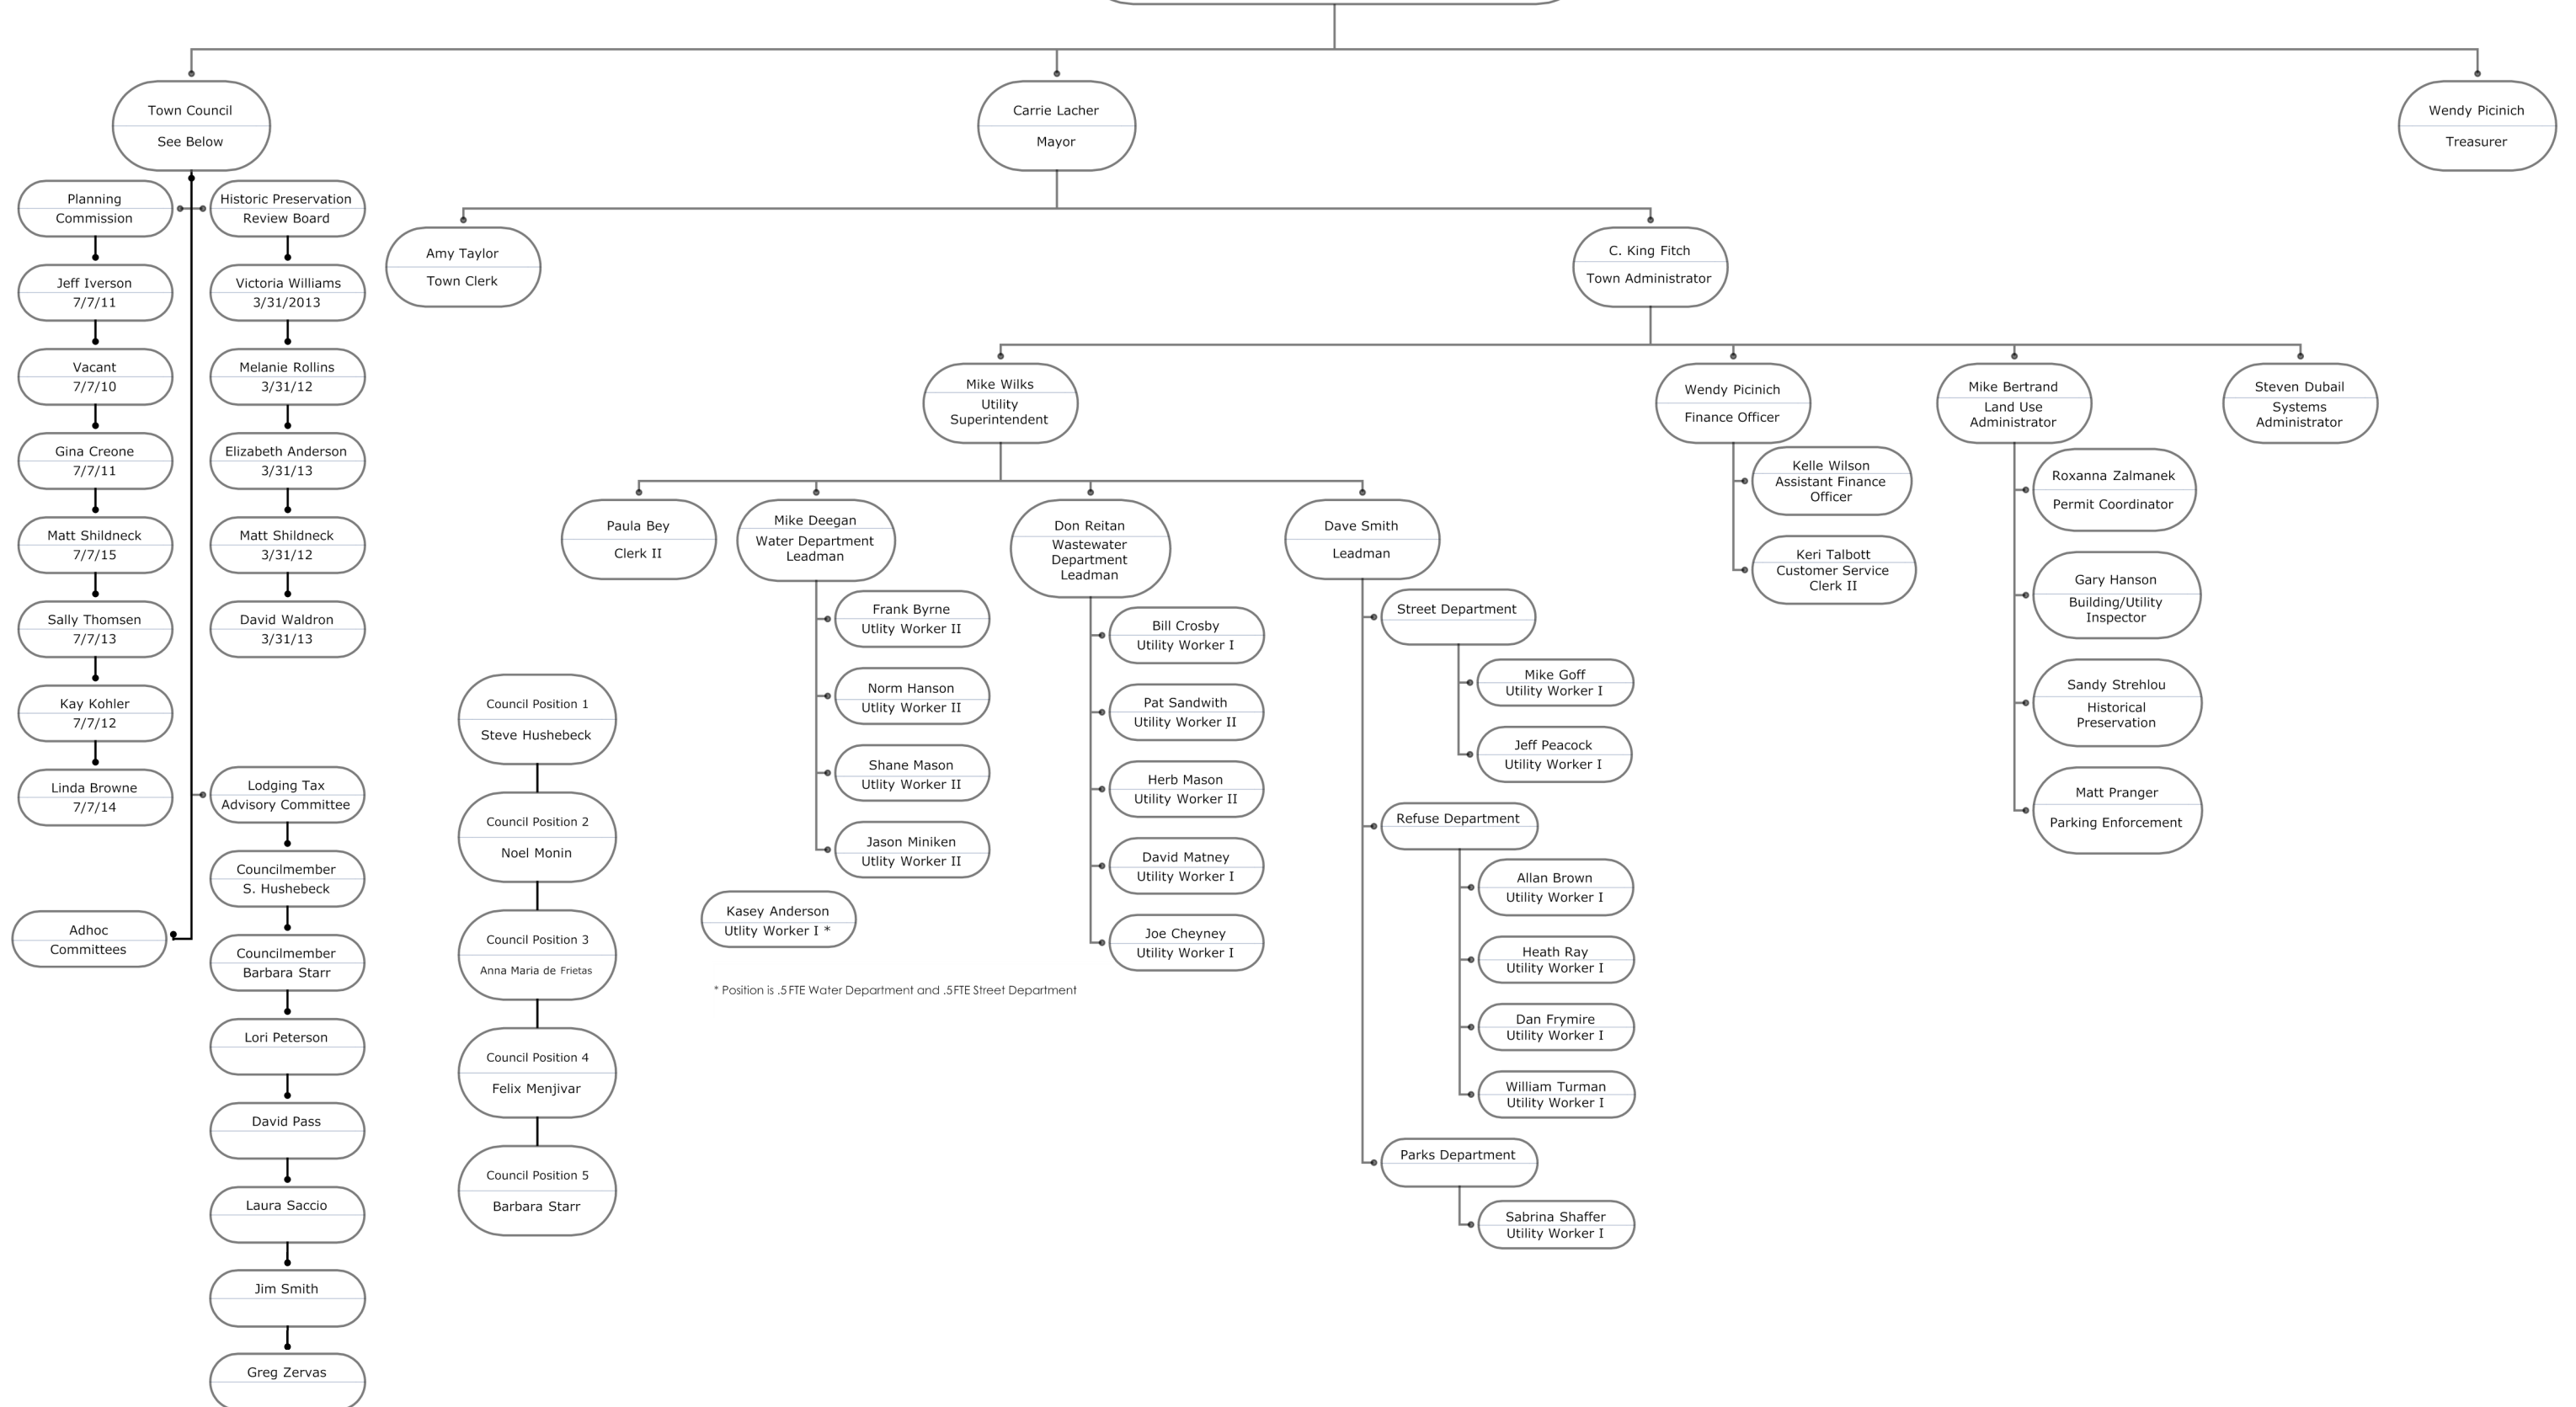 Town Council
See Below
Carrie Lacher
Mayor
Wendy Picinich
Treasurer
Planning
Commission
Historic Preservation
Review Board
Jeff Iverson
7/7/11
Victoria Williams
3/31/2013
Vacant
7/7/10
Melanie Rollins
3/31/12
Gina Creone
7/7/11
Elizabeth Anderson
3/31/13
Matt Shildneck
7/7/15
Matt Shildneck
3/31/12
Sally Thomsen
7/7/13
David Waldron
3/31/13
Kay Kohler
7/7/12
Linda Browne
7/7/14
Lodging Tax
Advisory Committee
Councilmember
S. Hushebeck
Adhoc
Committees
Councilmember
Barbara Starr
Lori Peterson
David Pass
Laura Saccio
Jim Smith
Greg Zervas
Amy Taylor
Town Clerk
C. King Fitch
Town Administrator
Council Position 1
Steve Hushebeck
Council Position 2
Noel Monin
Council Position 3
Anna Maria de Frietas
Council Position 4
Felix Menjivar
Council Position 5
Barbara Starr
Mike Wilks
Utility
Superintendent
Wendy Picinich
Finance Officer
Mike Bertrand
Land Use
Administrator
Steven Dubail
Systems
Administrator
Paula Bey
Clerk II
Mike Deegan
Water Department
Leadman
Don Reitan
Wastewater
Department
Leadman
Dave Smith
Leadman
Frank Byrne
Utlity Worker II
Norm Hanson
Utlity Worker II
Shane Mason
Utlity Worker II
Jason Miniken
Utlity Worker II
Kasey Anderson
Utlity Worker I *
* Position is .5 FTE Water Department and .5 FTE Street Department
Bill Crosby
Utility Worker I
Pat Sandwith
Utility Worker II
Herb Mason
Utility Worker II
David Matney
Utility Worker I
Joe Cheyney
Utility Worker I
Street Department
Mike Goff
Utility Worker I
Jeff Peacock
Utility Worker I
Refuse Department
Allan Brown
Utility Worker I
Heath Ray
Utility Worker I
Dan Frymire
Utility Worker I
William Turman
Utility Worker I
Parks Department
Sabrina Shaffer
Utility Worker I
Kelle Wilson
Assistant Finance
Officer
Keri Talbott
Customer Service
Clerk II
Roxanna Zalmanek
Permit Coordinator
Gary Hanson
Building/Utility
Inspector
Sandy Strehlou
Historical
Preservation
Matt Pranger
Parking Enforcement